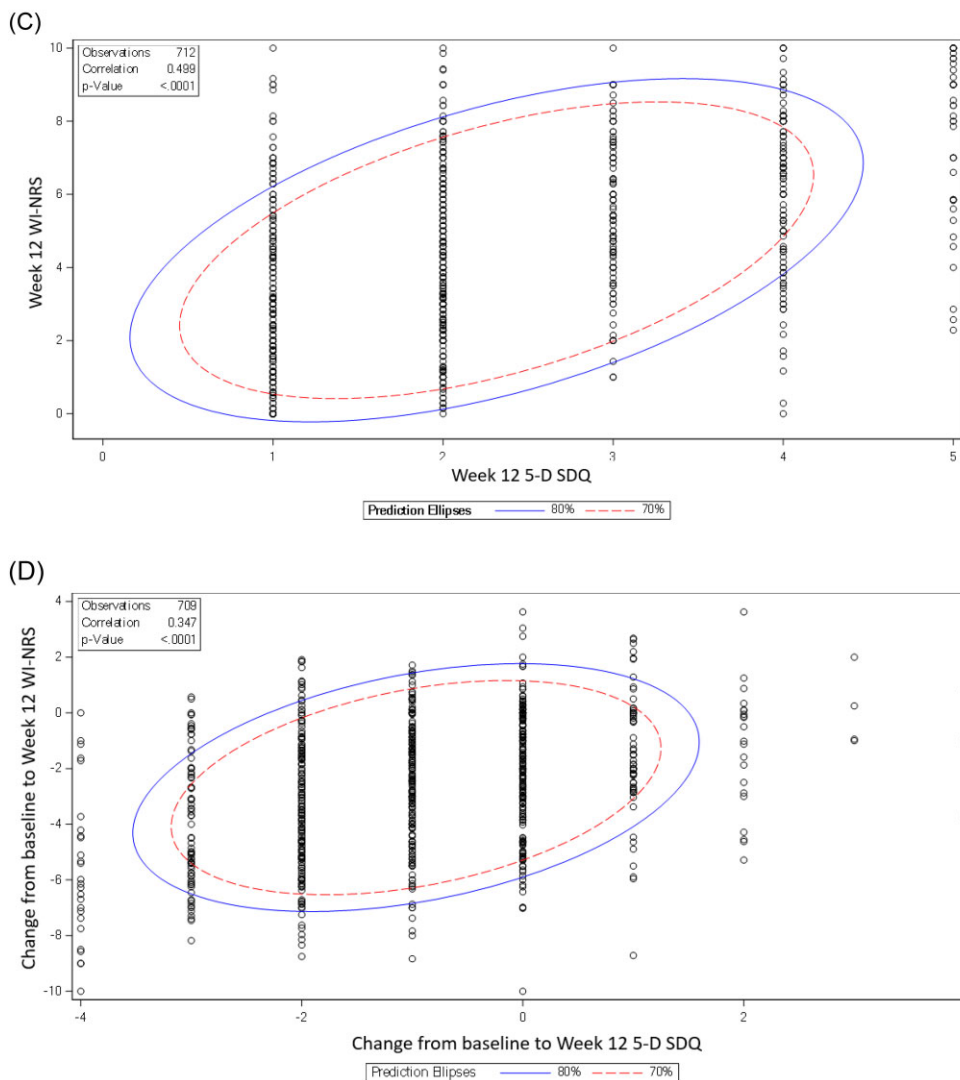 (C)
Observations 712
Correlation 0.499
p-Value <.0001
10
8
6
4
2
0
Week 12 WI-NRS
0 1 2 3 4 5
Week 12 5-D SDQ
Prediction Ellipses 80% 70%
(D)
Observations 709
Correlation 0.347
p-Value <.0001
4
2
0
-2
-4
-6
-8
-10
Change from baseline to Week 12 WI-NRS
-4 -2 0 2
Change from baseline to Week 12 5-D SDQ
Prediction Ellipses 80% 70%